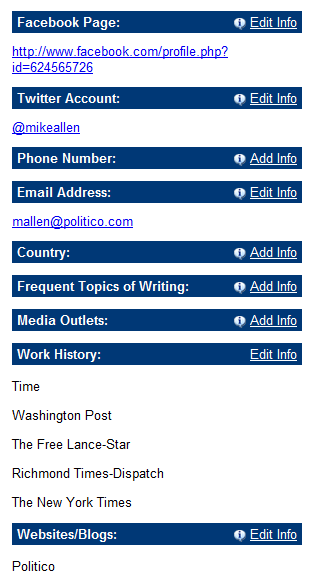 Facebook Page: Edit Info
http://www.facebook.com/profile.php?
id=624565726
Twitter Account: Edit Info
@mikeallen
Phone Number: Add Info
Email Address: Edit Info
mallen@politico.com
Country: Add Info
Frequent Topics of Writing: Add Info
Media Outlets: Add Info
Work History: Edit Info
Time
Washington Post
The Free Lance-Star
Richmond Times-Dispatch
The New York Times
Websites/Blogs: Edit Info
Politico